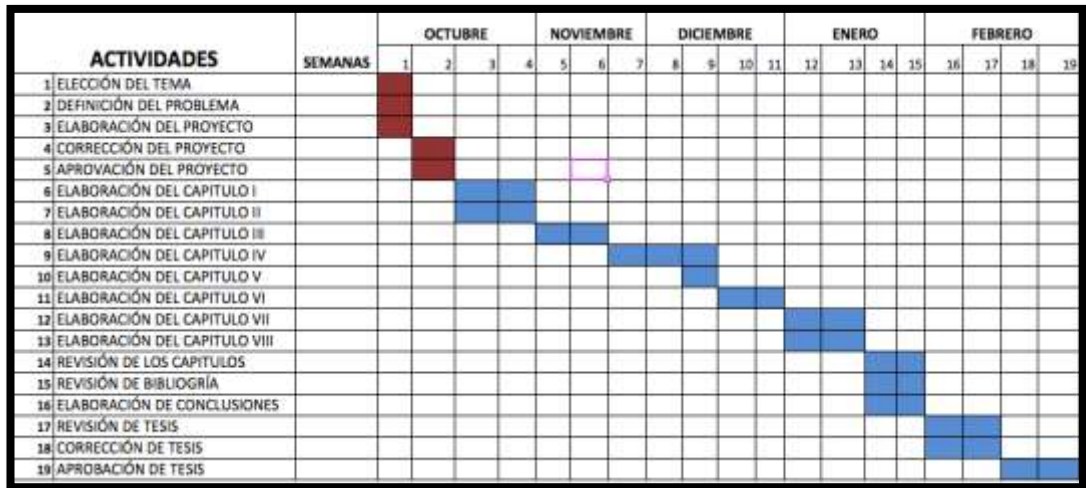 OCTUBRE NOVIEMBRE DICIEMBRE ENERO FEBRERO
ACTIVIDADES SEMANAS 1 2 3 4 5 6 7 8 9 10 11 12 13 14 15 16 17 18 19
1 ELECCIÓN DEL TEMA
2 DEFINICIÓN DEL PROBLEMA
3 ELABORACIÓN DEL PROYECTO
4 CORRECCIÓN DEL PROYECTO
5 APROVACIÓN DEL PROYECTO
6 ELABORACIÓN DEL CAPITULO I
7 ELABORACIÓN DEL CAPITULO II
8 ELABORACIÓN DEL CAPITULO III
9 ELABORACIÓN DEL CAPITULO IV
10 ELABORACIÓN DEL CAPITULO V
11 ELABORACIÓN DEL CAPITULO VI
12 ELABORACIÓN DEL CAPITULO VII
13 ELABORACIÓN DEL CAPITULO VIII
14 REVISIÓN DE LOS CAPITULOS
15 REVISIÓN DE BIBLIOGRÍA
16 ELABORACIÓN DE CONCLUSIONES
17 REVISIÓN DE TESIS
18 CORRECCIÓN DE TESIS
19 APROBACIÓN DE TESIS